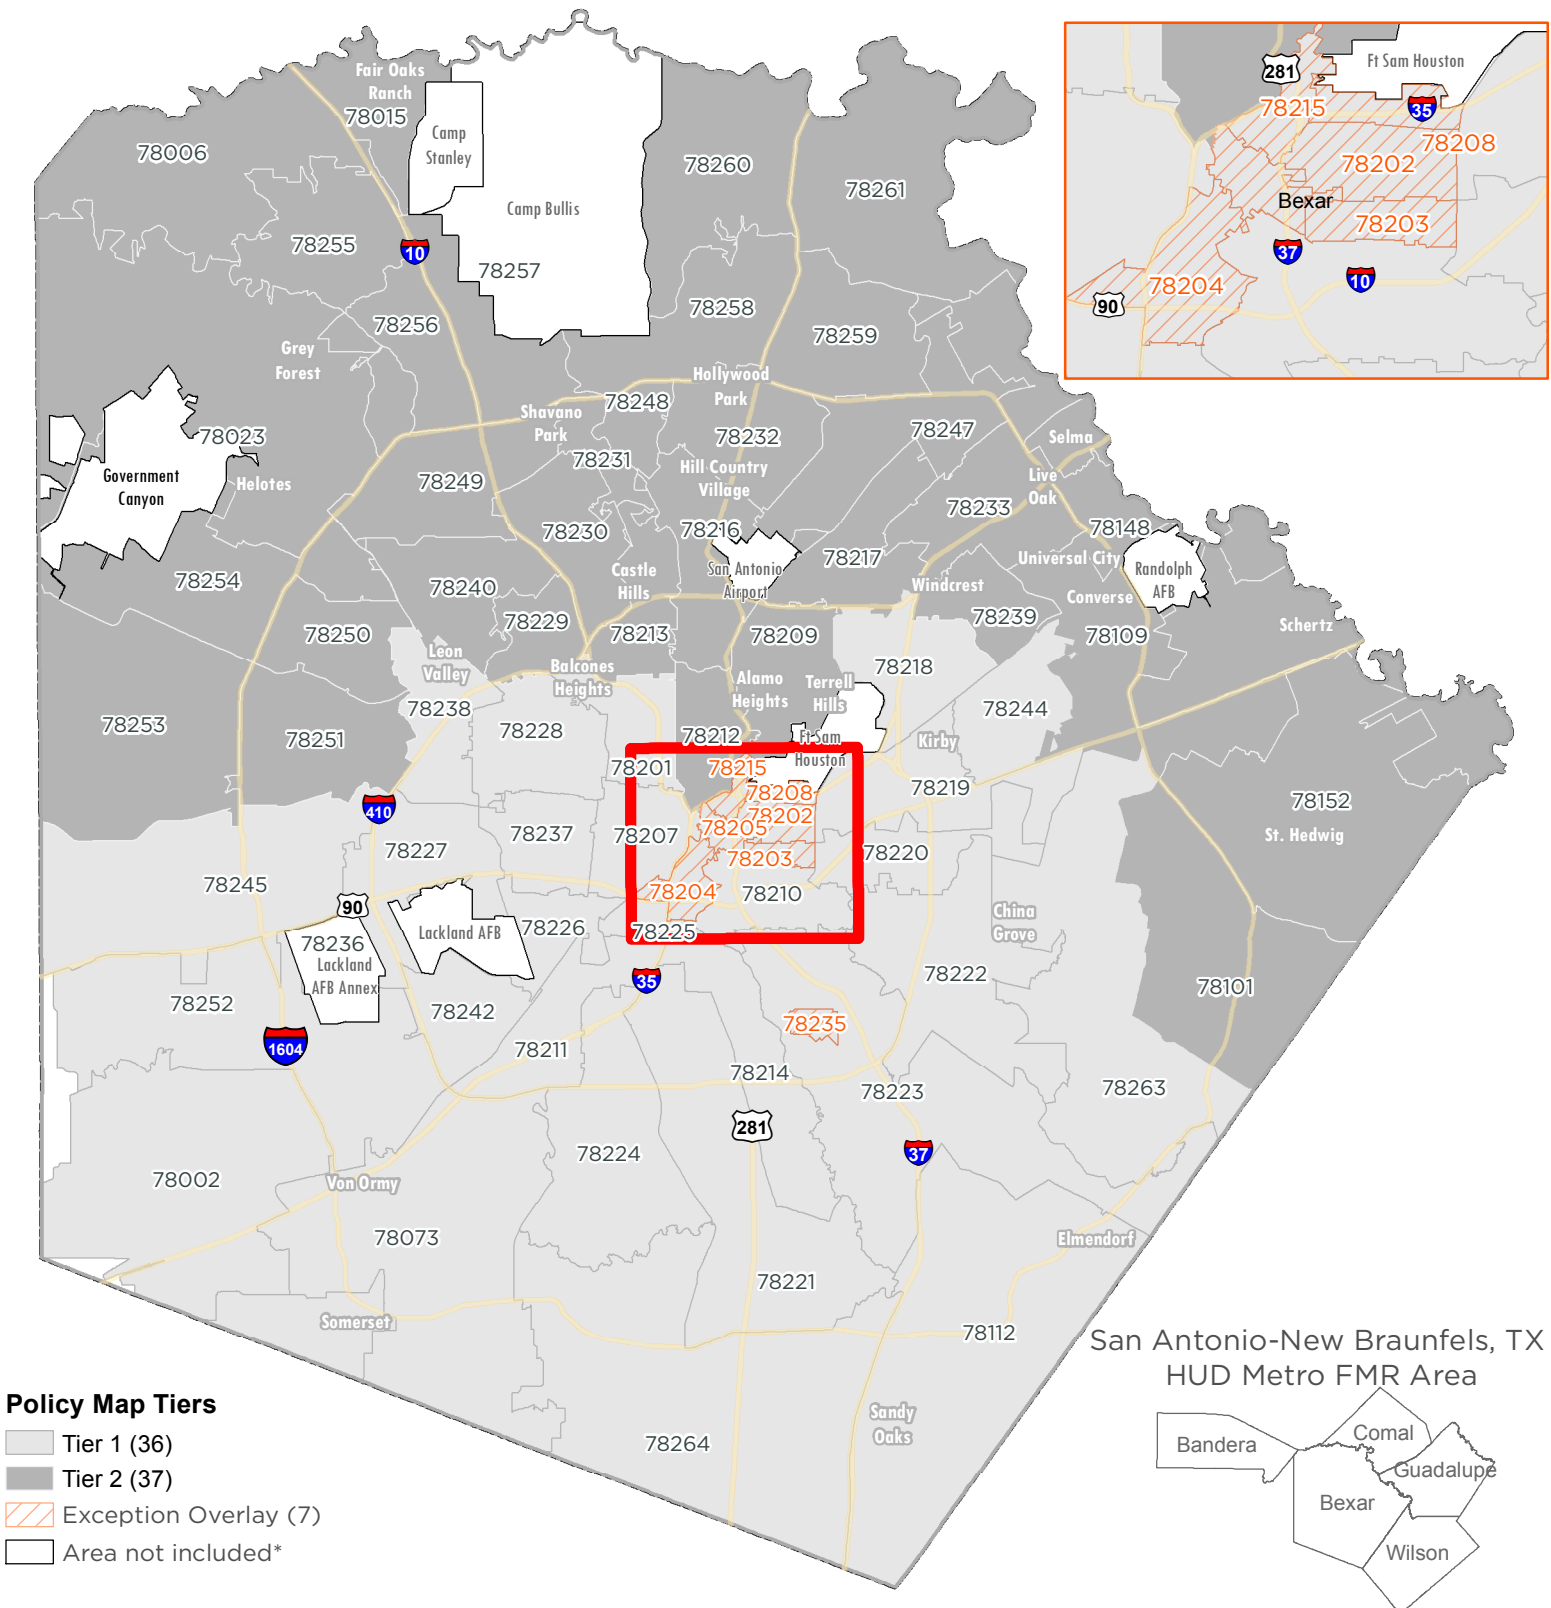 Fair Oaks
Ranch
78015
Camp
Stanley
78006
78260
78261
Camp Bullis
78255
10
78257
78256
78258
78259
Grey
Forest
Hollywood
Park
78248
Shavano
Park
78232
78247
Selma
78023
Government
Canyon
Helotes
78231
Hill Country
Village
Live
Oak
78249
78233
78230
78216
78148
78254
Castle
Hills
San Antonio
Airport
78217
Universal City
Randolph
AFB
78240
Windcrest
Converse
78229
78213
78209
78239
78109
Schertz
78250
Leon
Valley
Balcones
Heights
Alamo
Heights
Terrell
Hills
78218
78253
78251
78238
78228
78212
78244
Ft Sam
Houston
Kirby
78201
78215
78208
78219
78152
410
78202
78237
78207
78205
St. Hedwig
78227
78203
78220
78245
78204
78210
90
78236
Lackland
AFB Annex
Lackland AFB
78226
78225
China
Grove
35
78222
78101
78252
78242
78235
1604
78211
78214
78223
78263
281
78224
37
78002
Von Ormy
78073
Elmendorf
78221
Somerset
78112
Sandy
Oaks
78264
Ft Sam Houston
281
78215
35
78208
78202
Bexar
78203
37
10
78204
90
Policy Map Tiers
Tier 1 (36)
Tier 2 (37)
Exception Overlay (7)
Area not included*
San Antonio-New Braunfels, TX
HUD Metro FMR Area
Bandera
Comal
Guadalupe
Bexar
Wilson